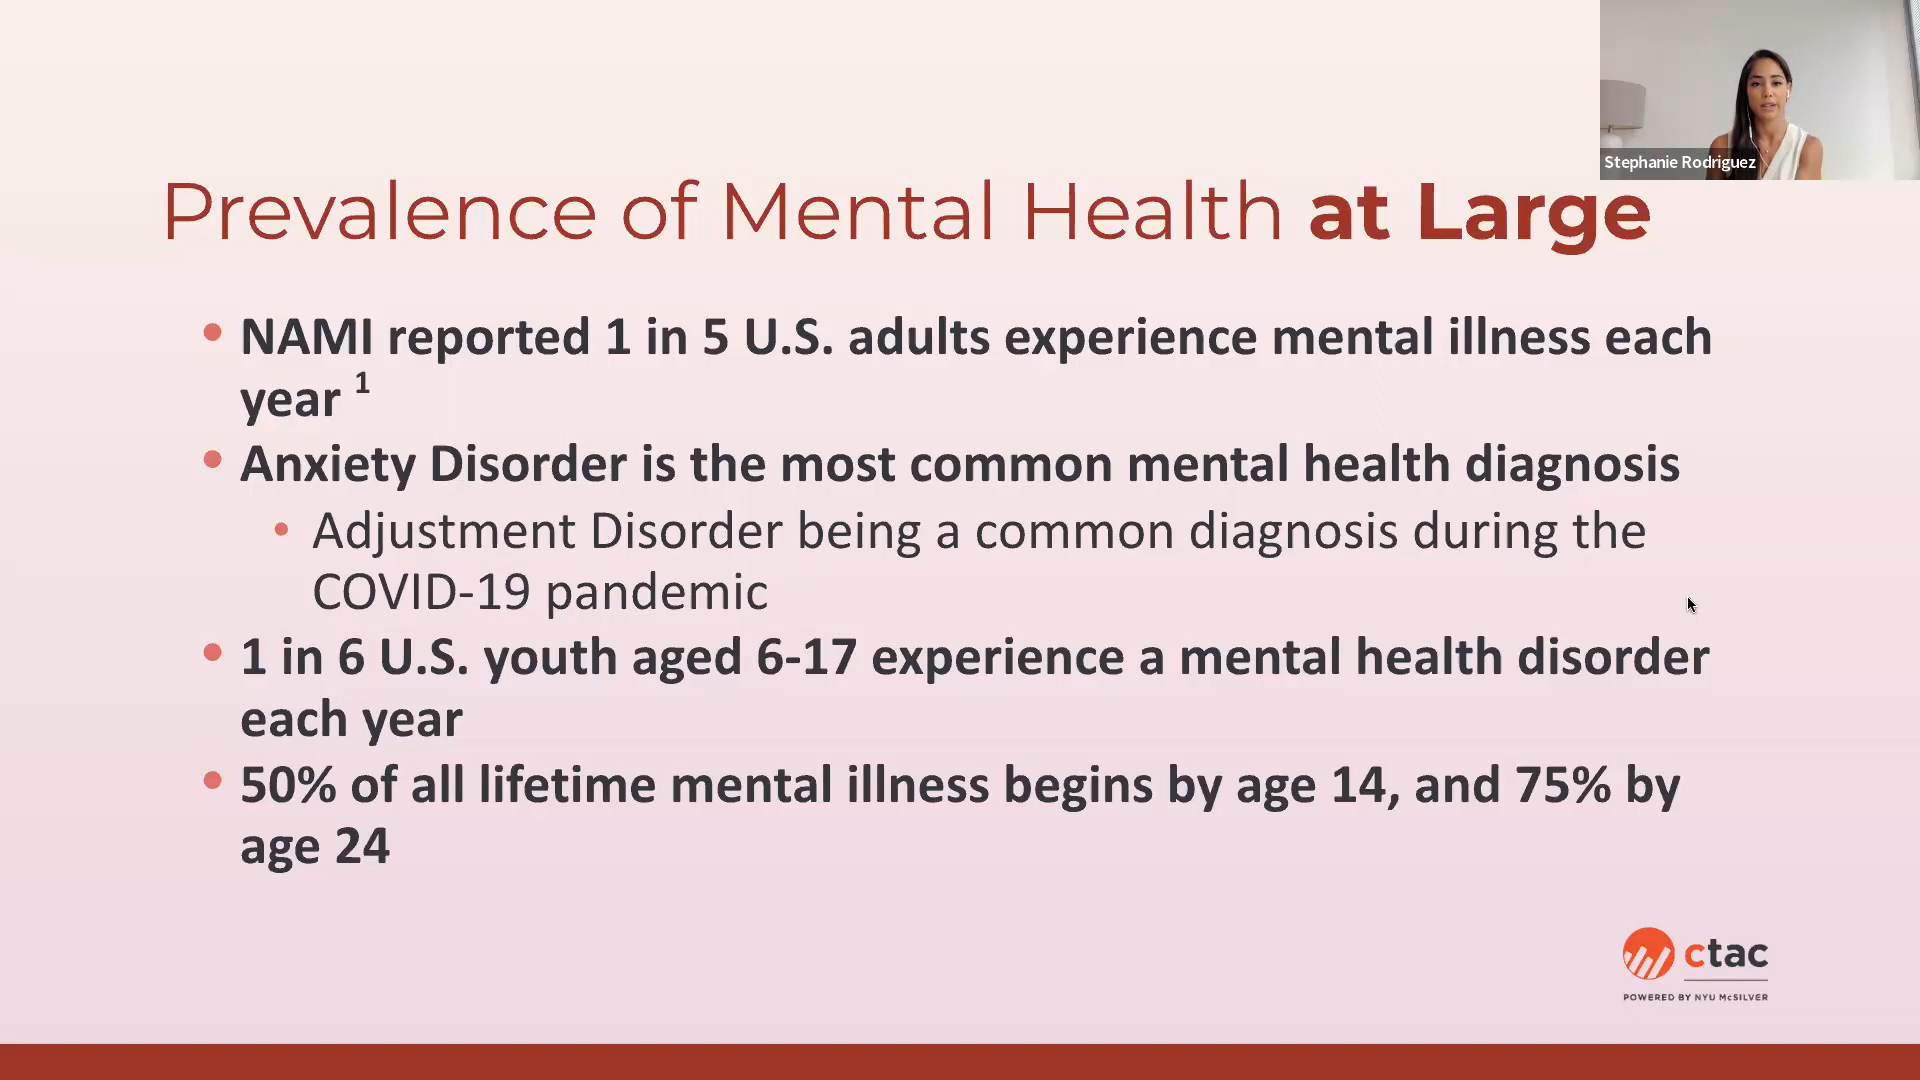 Stephanie Rodriguez
Prevalence of Mental Health at Large
• NAMI reported 1 in 5 U.S. adults experience mental illness each
year 1
• Anxiety Disorder is the most common mental health diagnosis
• Adjustment Disorder being a common diagnosis during the
COVID-19 pandemic
• 1 in 6 U.S. youth aged 6-17 experience a mental health disorder
each year
• 50% of all lifetime mental illness begins by age 14, and 75% by
age 24
ctac
POWERED BY NYU McSILVER